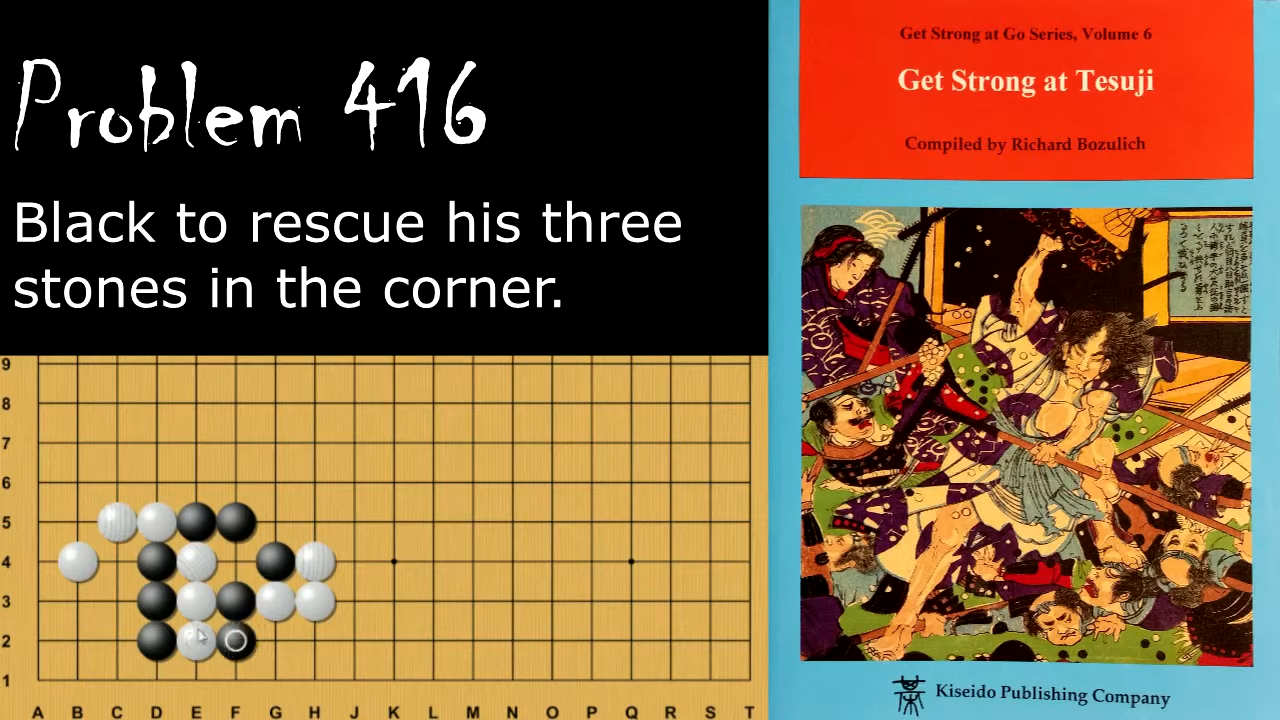 Problem 416
Black to rescue his three
stones in the corner.
9
8
7
6
5
4
3
2
1
A B C D E F G H J K L M N O P Q R S T
Get Strong at Go Series, Volume 6
Get Strong at Tesuji
Compiled by Richard Bozulich
Kiseido Publishing Company